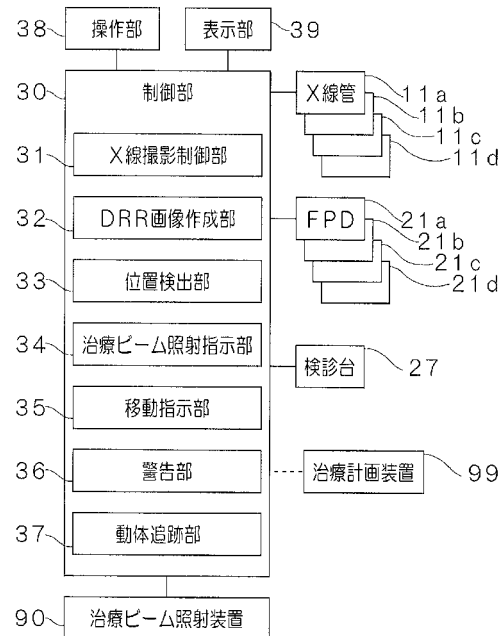 38 操作部 表示部 39
30 制御部 X線管 11a
11b
11c
11d
31 X線撮影制御部
32 DRR画像作成部 FPD 21a
21b
21c
21d
33 位置検出部
34 治療ビーム照射指示部 検診台 27
35 移動指示部
36 警告部 治療計画装置 99
37 動体追跡部
90 治療ビーム照射装置